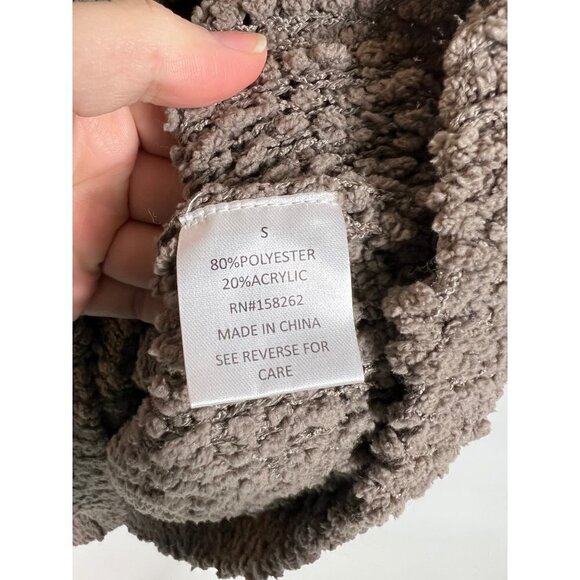 S
80%POLYESTER
20%ACRYLIC
RN#158262
MADE IN CHINA
SEE REVERSE FOR
CARE